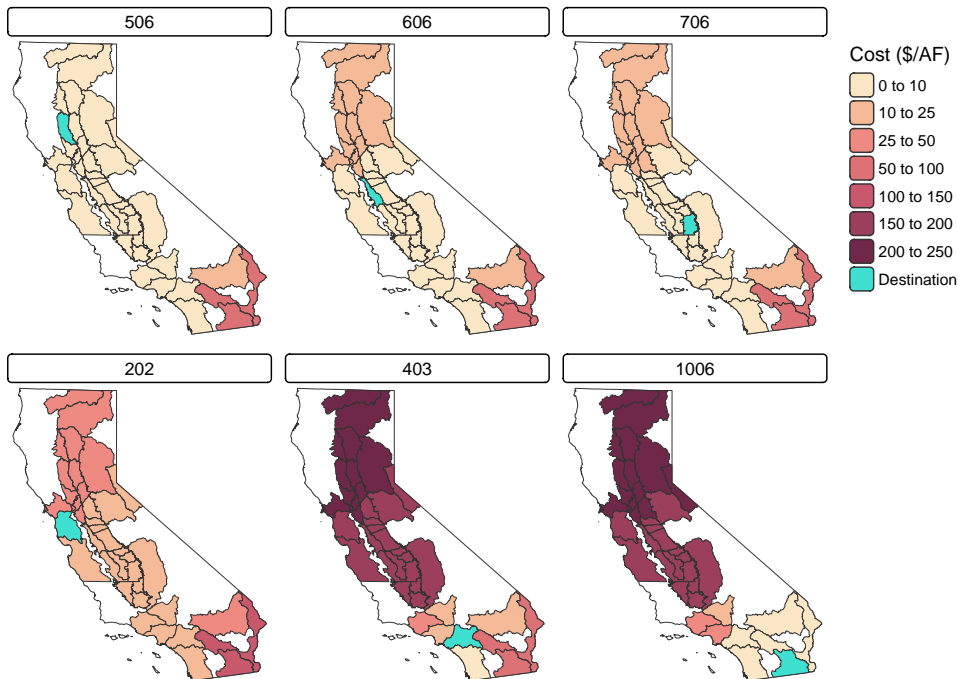 506
606
706
Cost ($/AF)
0 to 10
10 to 25
25 to 50
50 to 100
100 to 150
150 to 200
200 to 250
Destination
202
403
1006